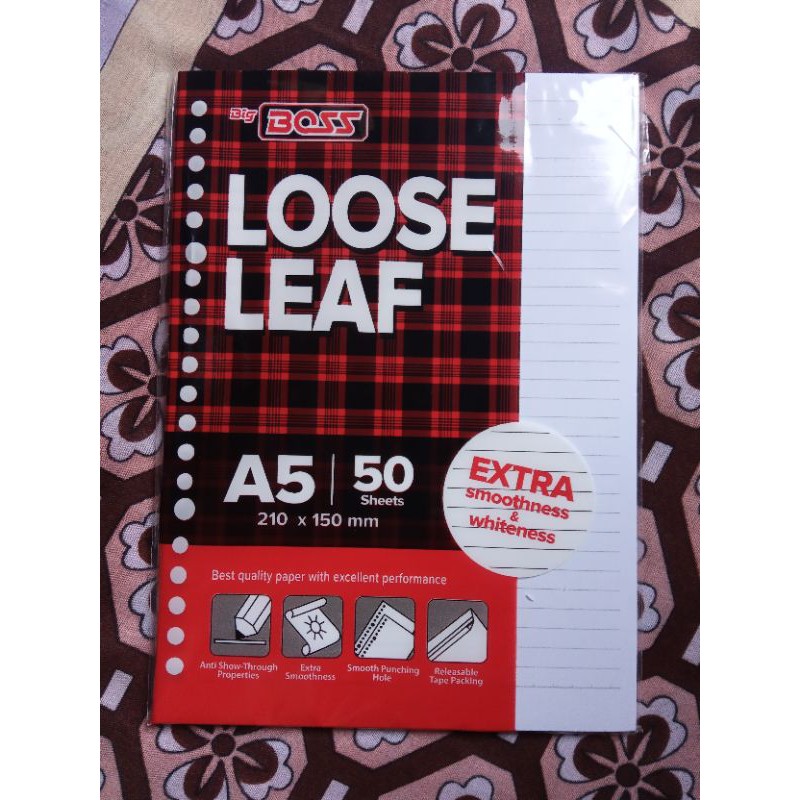 Big BOSS
LOOSE
LEAF
A5 | 50
Sheets
210 x 150 mm
EXTRA
smoothness
&
whiteness
Best quality paper with excellent performance
Anti Show-Through
Properties
Extra
Smoothness
Smooth Punching
Hole
Releasable
Tape Packing